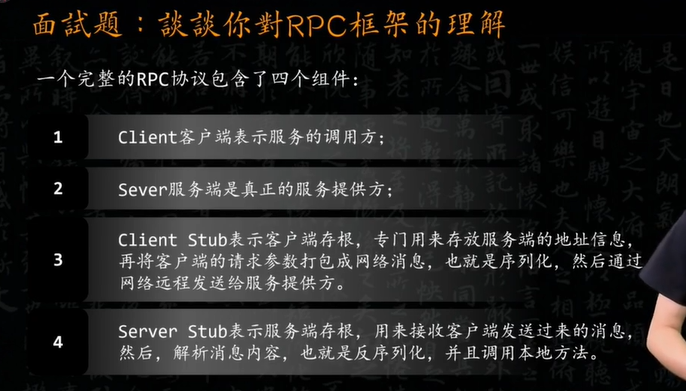 面試題：談談你對RPC框架的理解
一个完整的RPC协议包含了四个组件：
1
Client客户端表示服务的调用方；
2
Sever服务端是真正的服务提供方；
3
Client Stub表示客户端存根，专门用来存放服务端的地址信息，
再将客户端的请求参数打包成网络消息，也就是序列化，然后通过
网络远程发送给服务提供方。
4
Server Stub表示服务端存根，用来接收客户端发送过来的消息，
然后，解析消息内容，也就是反序列化，并且调用本地方法。